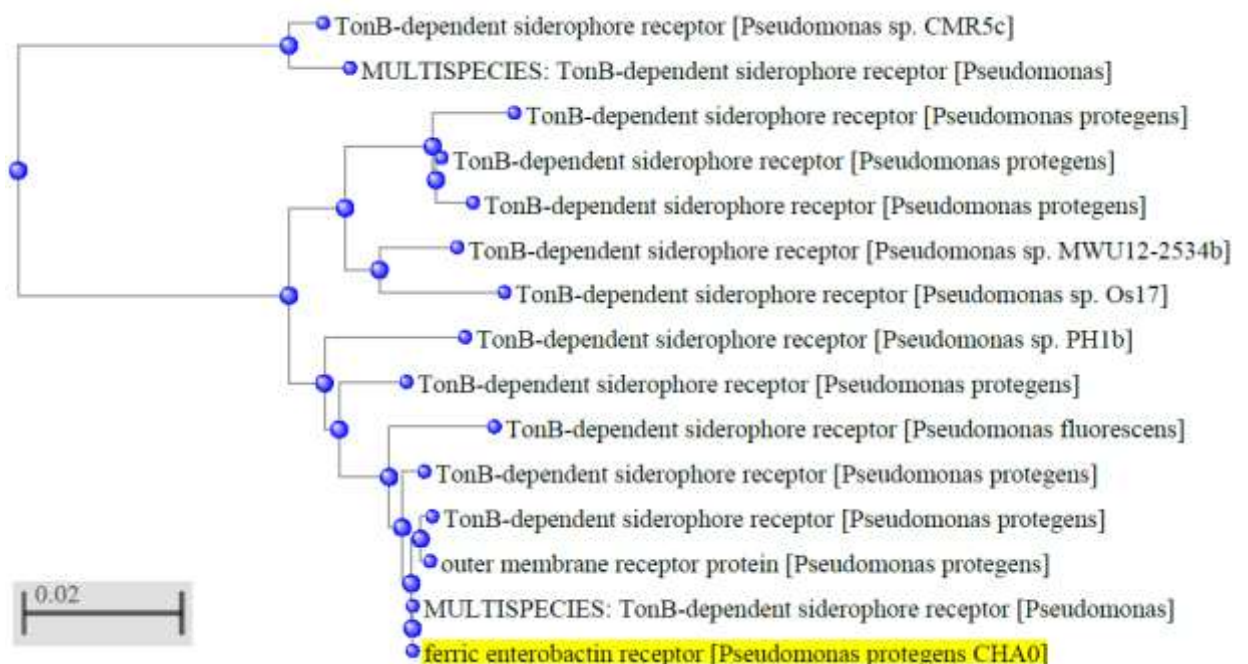 TonB-dependent siderophore receptor [Pseudomonas sp. CMR5c]
MULTISPECIES: TonB-dependent siderophore receptor [Pseudomonas]
TonB-dependent siderophore receptor [Pseudomonas protegens]
TonB-dependent siderophore receptor [Pseudomonas protegens]
TonB-dependent siderophore receptor [Pseudomonas protegens]
TonB-dependent siderophore receptor [Pseudomonas sp. MWU12-2534b]
TonB-dependent siderophore receptor [Pseudomonas sp. Os17]
TonB-dependent siderophore receptor [Pseudomonas sp. PH1b]
TonB-dependent siderophore receptor [Pseudomonas protegens]
TonB-dependent siderophore receptor [Pseudomonas fluorescens]
TonB-dependent siderophore receptor [Pseudomonas protegens]
TonB-dependent siderophore receptor [Pseudomonas protegens]
outer membrane receptor protein [Pseudomonas protegens]
0.02
MULTISPECIES: TonB-dependent siderophore receptor [Pseudomonas]
ferric enterobactin receptor [Pseudomonas protegens CHA0]